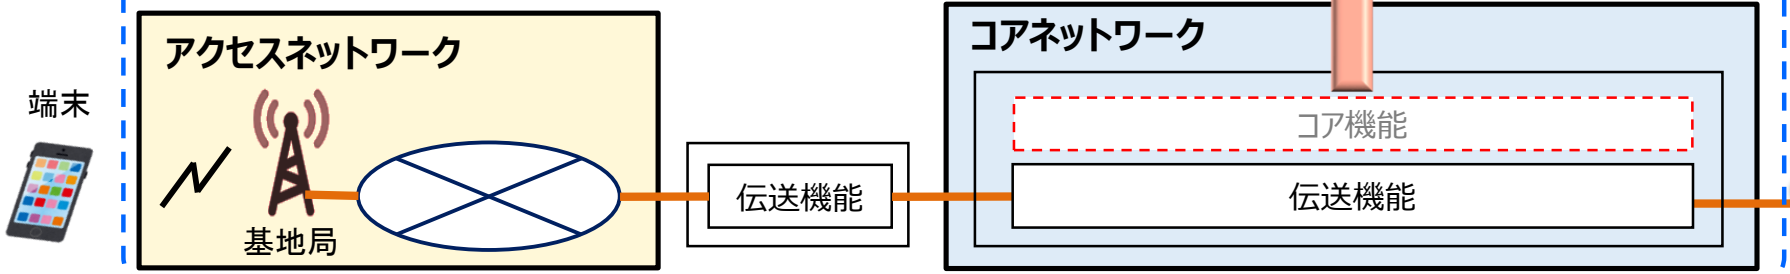 アクセスネットワーク
コアネットワーク
端末
コア機能
伝送機能
伝送機能
基地局